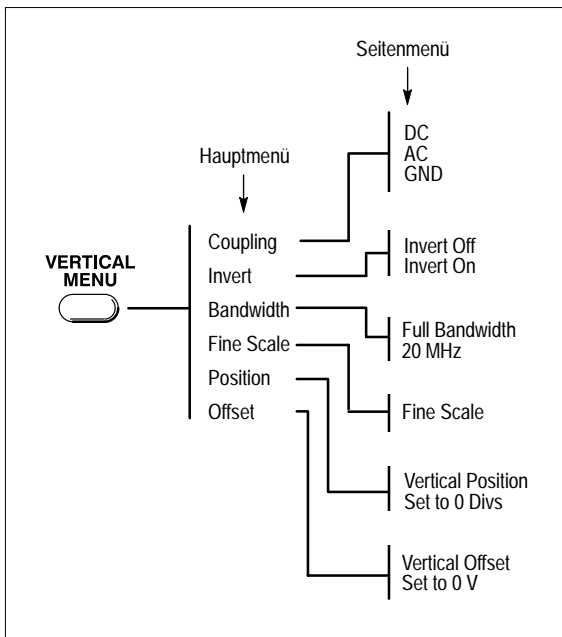 Seitenmenü
DC
AC
GND
Hauptmenü
Coupling
Invert
Bandwidth
Fine Scale
Position
Offset
VERTICAL
MENU
Invert Off
Invert On
Full Bandwidth
20 MHz
Fine Scale
Vertical Position
Set to 0 Divs
Vertical Offset
Set to 0 V